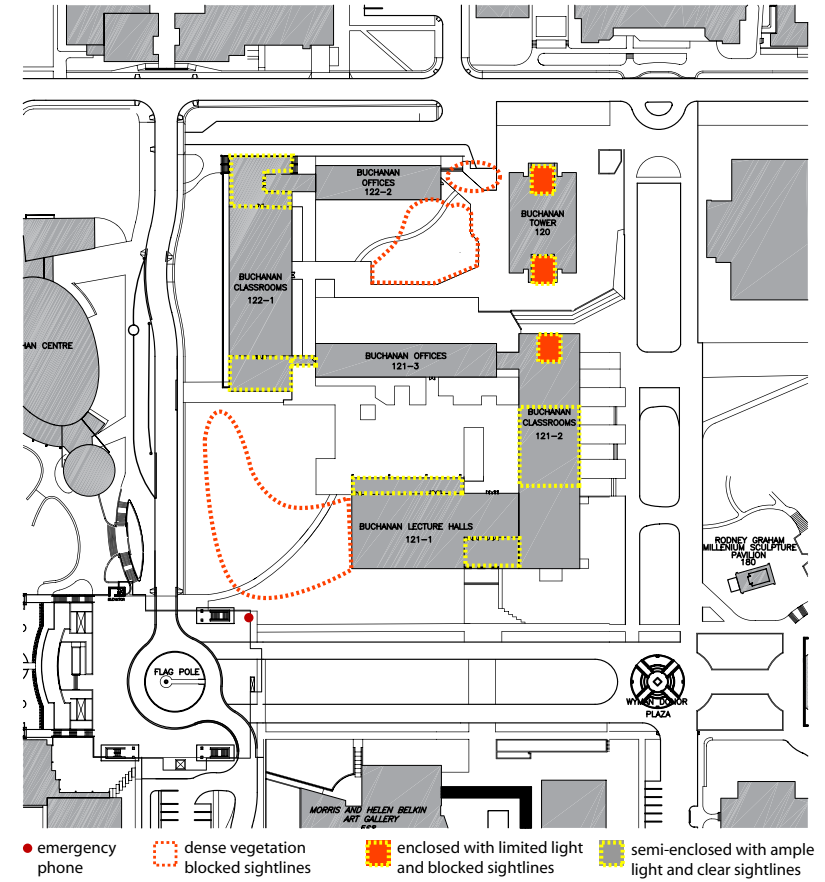 BUCHANAN
OFFICES
122-2
BUCHANAN
TOWER
120
BUCHANAN
CLASSROOMS
122-1
HAN CENTRE
BUCHANAN OFFICES
121-3
BUCHANAN
CLASSROOMS
121-2
BUCHANAN LECTURE HALLS
121-1
RODNEY GRAHAM
MILLENIUM SCULPTURE
PAVILION
180
ELEVATOR
FLAG POLE
WYMAN DONOR
PLAZA
MORRIS AND HELEN BELKIN
ART GALLERY
emergency
phone
dense vegetation
blocked sightlines
enclosed with limited light
and blocked sightlines
semi-enclosed with ample
light and clear sightlines